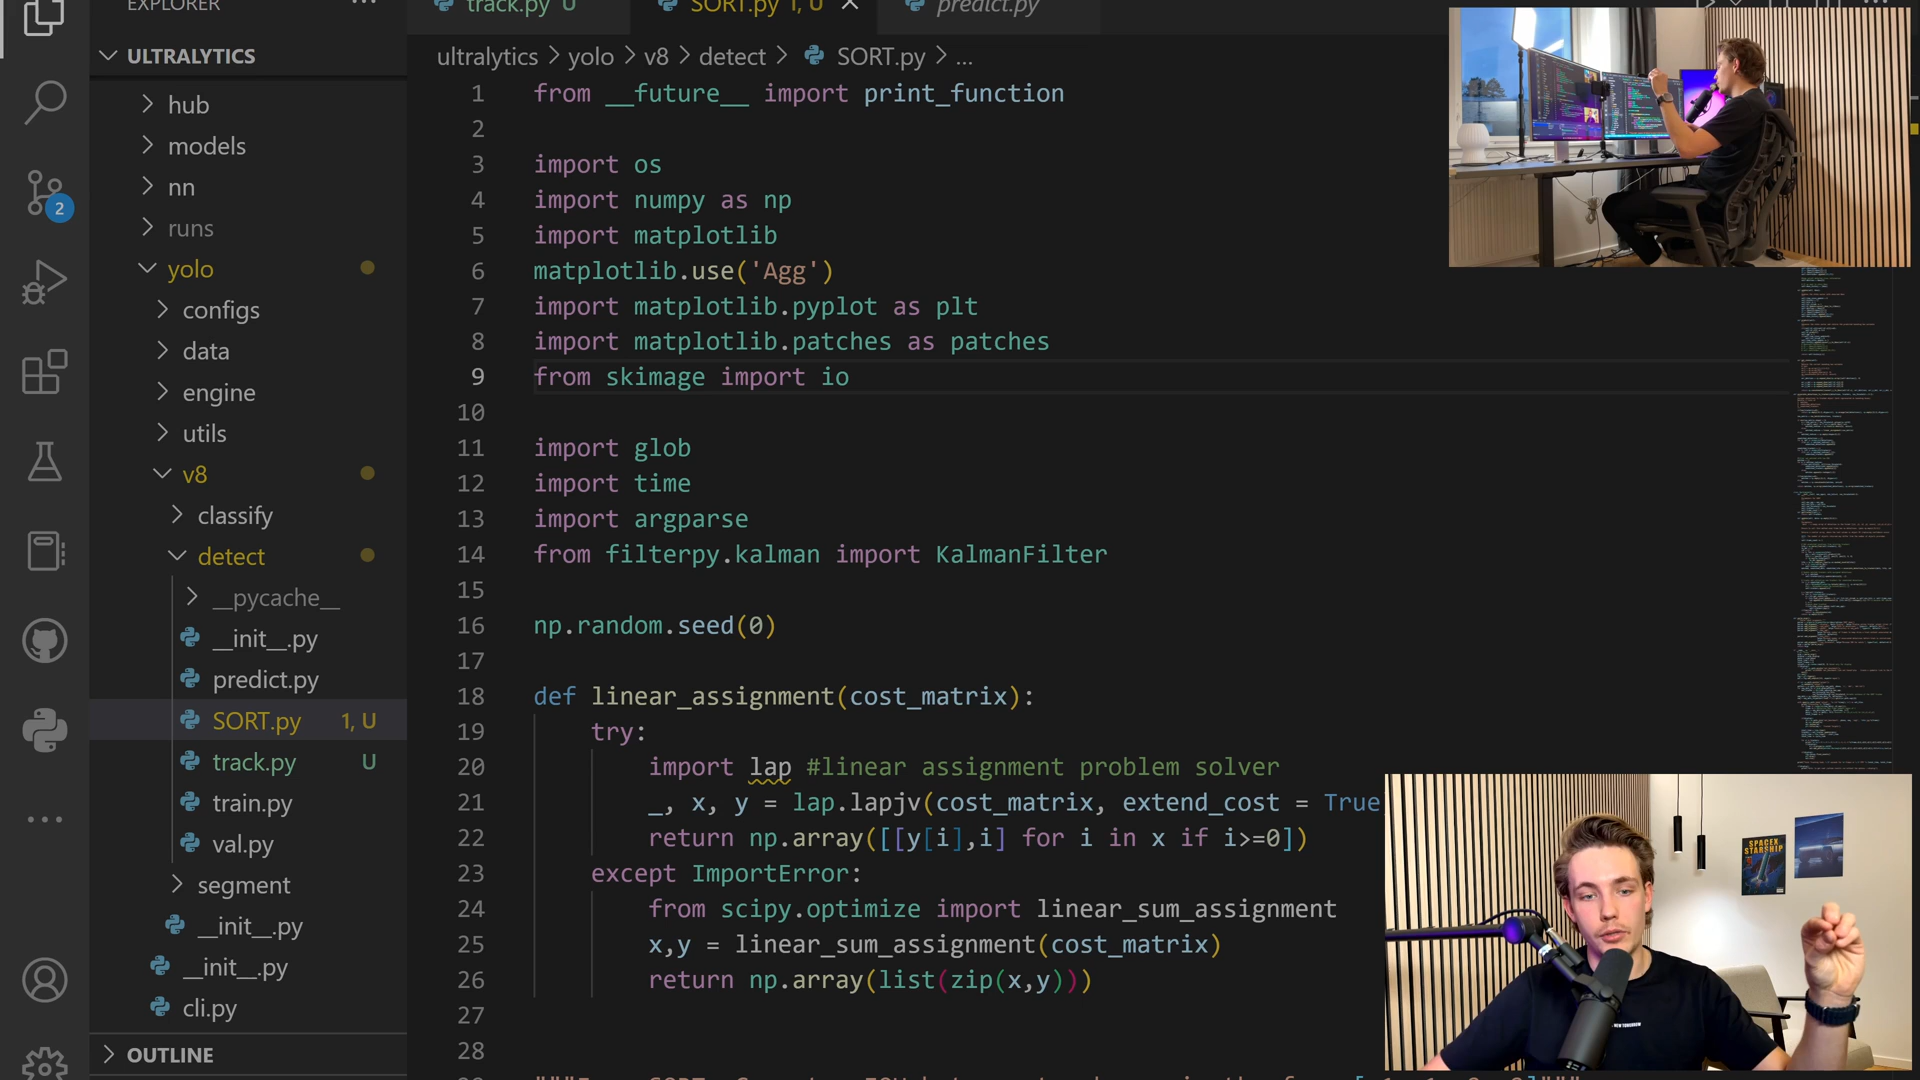 EXPLORER
ULTRALYTICS
hub
models
nn
runs
yolo
configs
data
engine
utils
v8
classify
detect
__pycache__
__init__.py
predict.py
SORT.py 1, U
track.py U
train.py
val.py
segment
__init__.py
__init__.py
cli.py
OUTLINE
2
track.py U
SORT.py 1, U
predict.py
ultralytics > yolo > v8 > detect > SORT.py > ...
1 from __future__ import print_function
2
3 import os
4 import numpy as np
5 import matplotlib
6 matplotlib.use('Agg')
7 import matplotlib.pyplot as plt
8 import matplotlib.patches as patches
9 from skimage import io
10
11 import glob
12 import time
13 import argparse
14 from filterpy.kalman import KalmanFilter
15
16 np.random.seed(0)
17
18 def linear_assignment(cost_matrix):
19 try:
20 import lap #linear assignment problem solver
21 _, x, y = lap.lapjv(cost_matrix, extend_cost = True
22 return np.array([[y[i],i] for i in x if i>=0])
23 except ImportError:
24 from scipy.optimize import linear_sum_assignment
25 x,y = linear_sum_assignment(cost_matrix)
26 return np.array(list(zip(x,y)))
27
28
SPACEX
STARSHIP